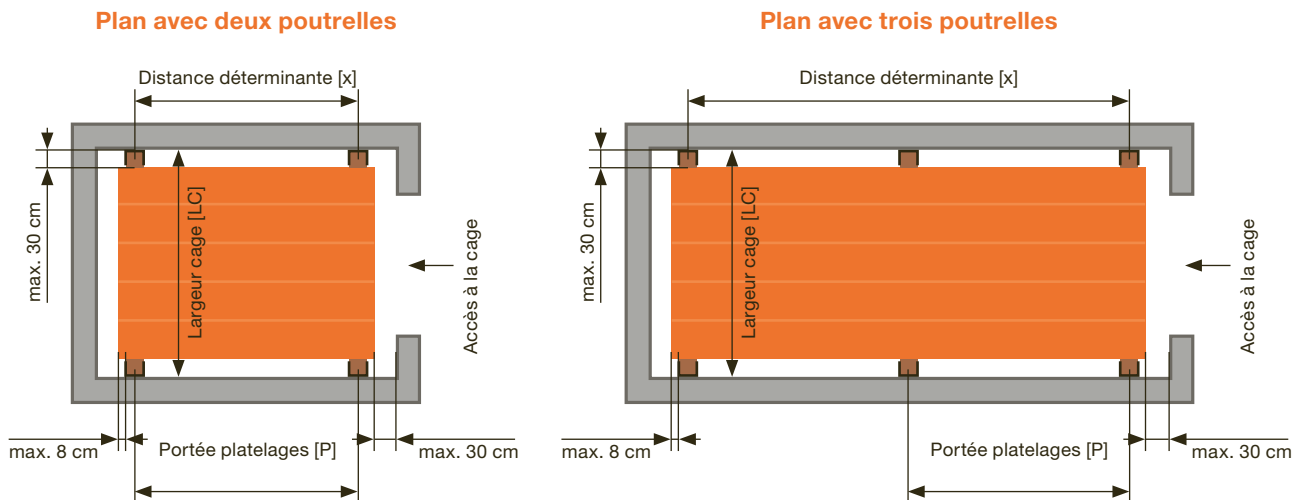 Plan avec deux poutrelles
Distance déterminante [x]
max. 30 cm
Largeur cage [LC]
Accès à la cage
max. 8 cm
Portée platelages [P]
max. 30 cm
Plan avec trois poutrelles
Distance déterminante [x]
max. 30 cm
Largeur cage [LC]
Accès à la cage
max. 8 cm
Portée platelages [P]
max. 30 cm